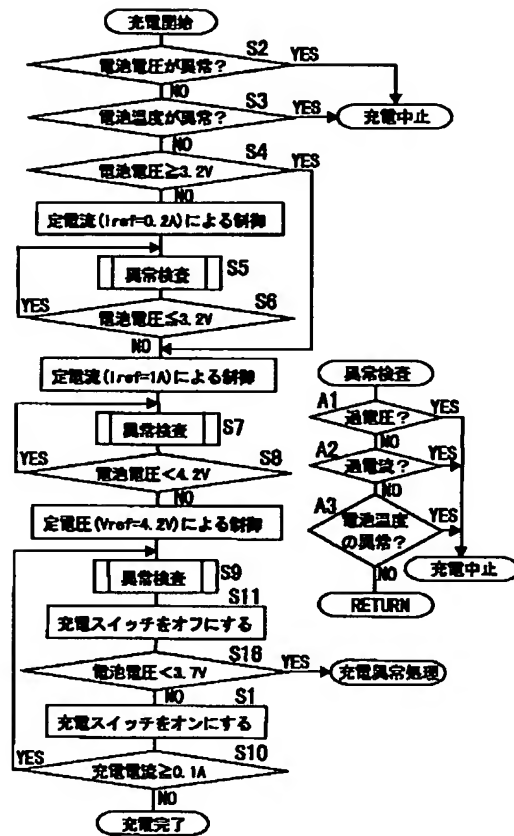 充電開始
S2
電池電圧が異常?
YES
NO
S3
電池温度が異常?
YES
充電中止
NO
S4
電池電圧≧3.2V
YES
NO
定電流(Iref=0.2A)による制御
異常検査
S5
S6
YES
電池電圧≦3.2V
NO
定電流(Iref=1A)による制御
異常検査
S7
S8
YES
電池電圧<4.2V
NO
定電圧(Vref=4.2V)による制御
異常検査
S9
S11
充電スイッチをオフにする
S16
電池電圧<3.7V
YES
充電異常処理
NO
S1
充電スイッチをオンにする
YES
S10
充電電流≧0.1A
NO
充電完了
異常検査
A1
過電圧?
YES
NO
A2
過電流?
YES
NO
A3
電池温度
の異常?
YES
充電中止
NO
RETURN